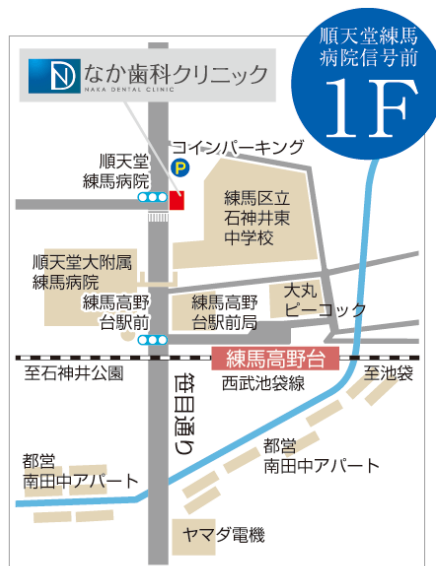 順天堂練馬
病院信号前
1F
DN
なか歯科クリニック
NAKA DENTAL CLINIC
コインパーキング
P
順天堂
練馬病院
練馬区立
石神井東
中学校
順天堂大附属
練馬病院
練馬高野
台駅前
練馬高野
台駅前局
大丸
ピーコック
練馬高野台
至石神井公園
西武池袋線
至池袋
笹目通り
都営
南田中アパート
都営
南田中アパート
ヤマダ電機